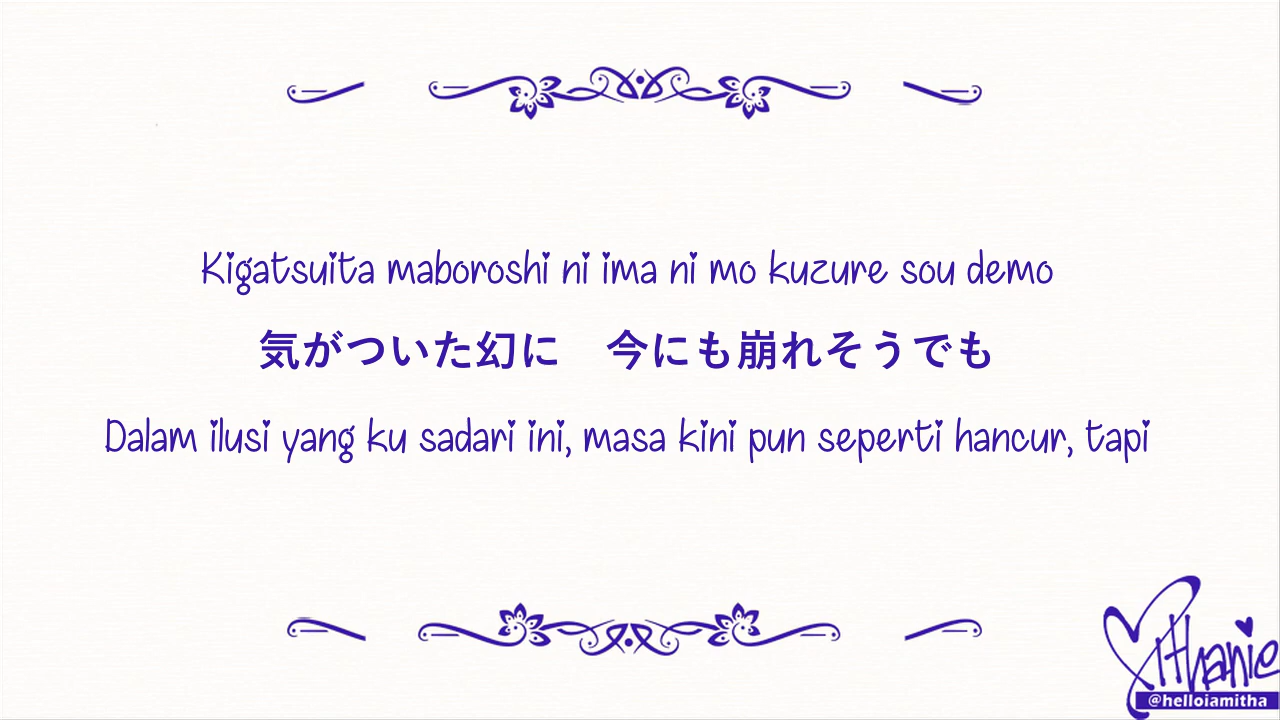 Kigatsuita maboroshi ni ima ni mo kuzure sou demo
気がついた幻に　今にも崩れそうでも
Dalam ilusi yang ku sadari ini, masa kini pun seperti hancur, tapi
Mithanie
@helloiamitha